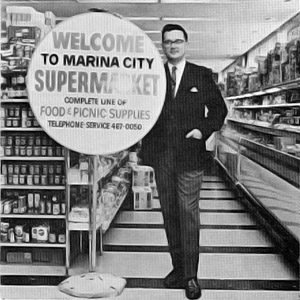 WELCOME
TO MARINA CITY
SUPERMARKET
COMPLETE LINE OF
FOOD & PICNIC SUPPLIES
TELEPHONE-SERVICE 467-0050